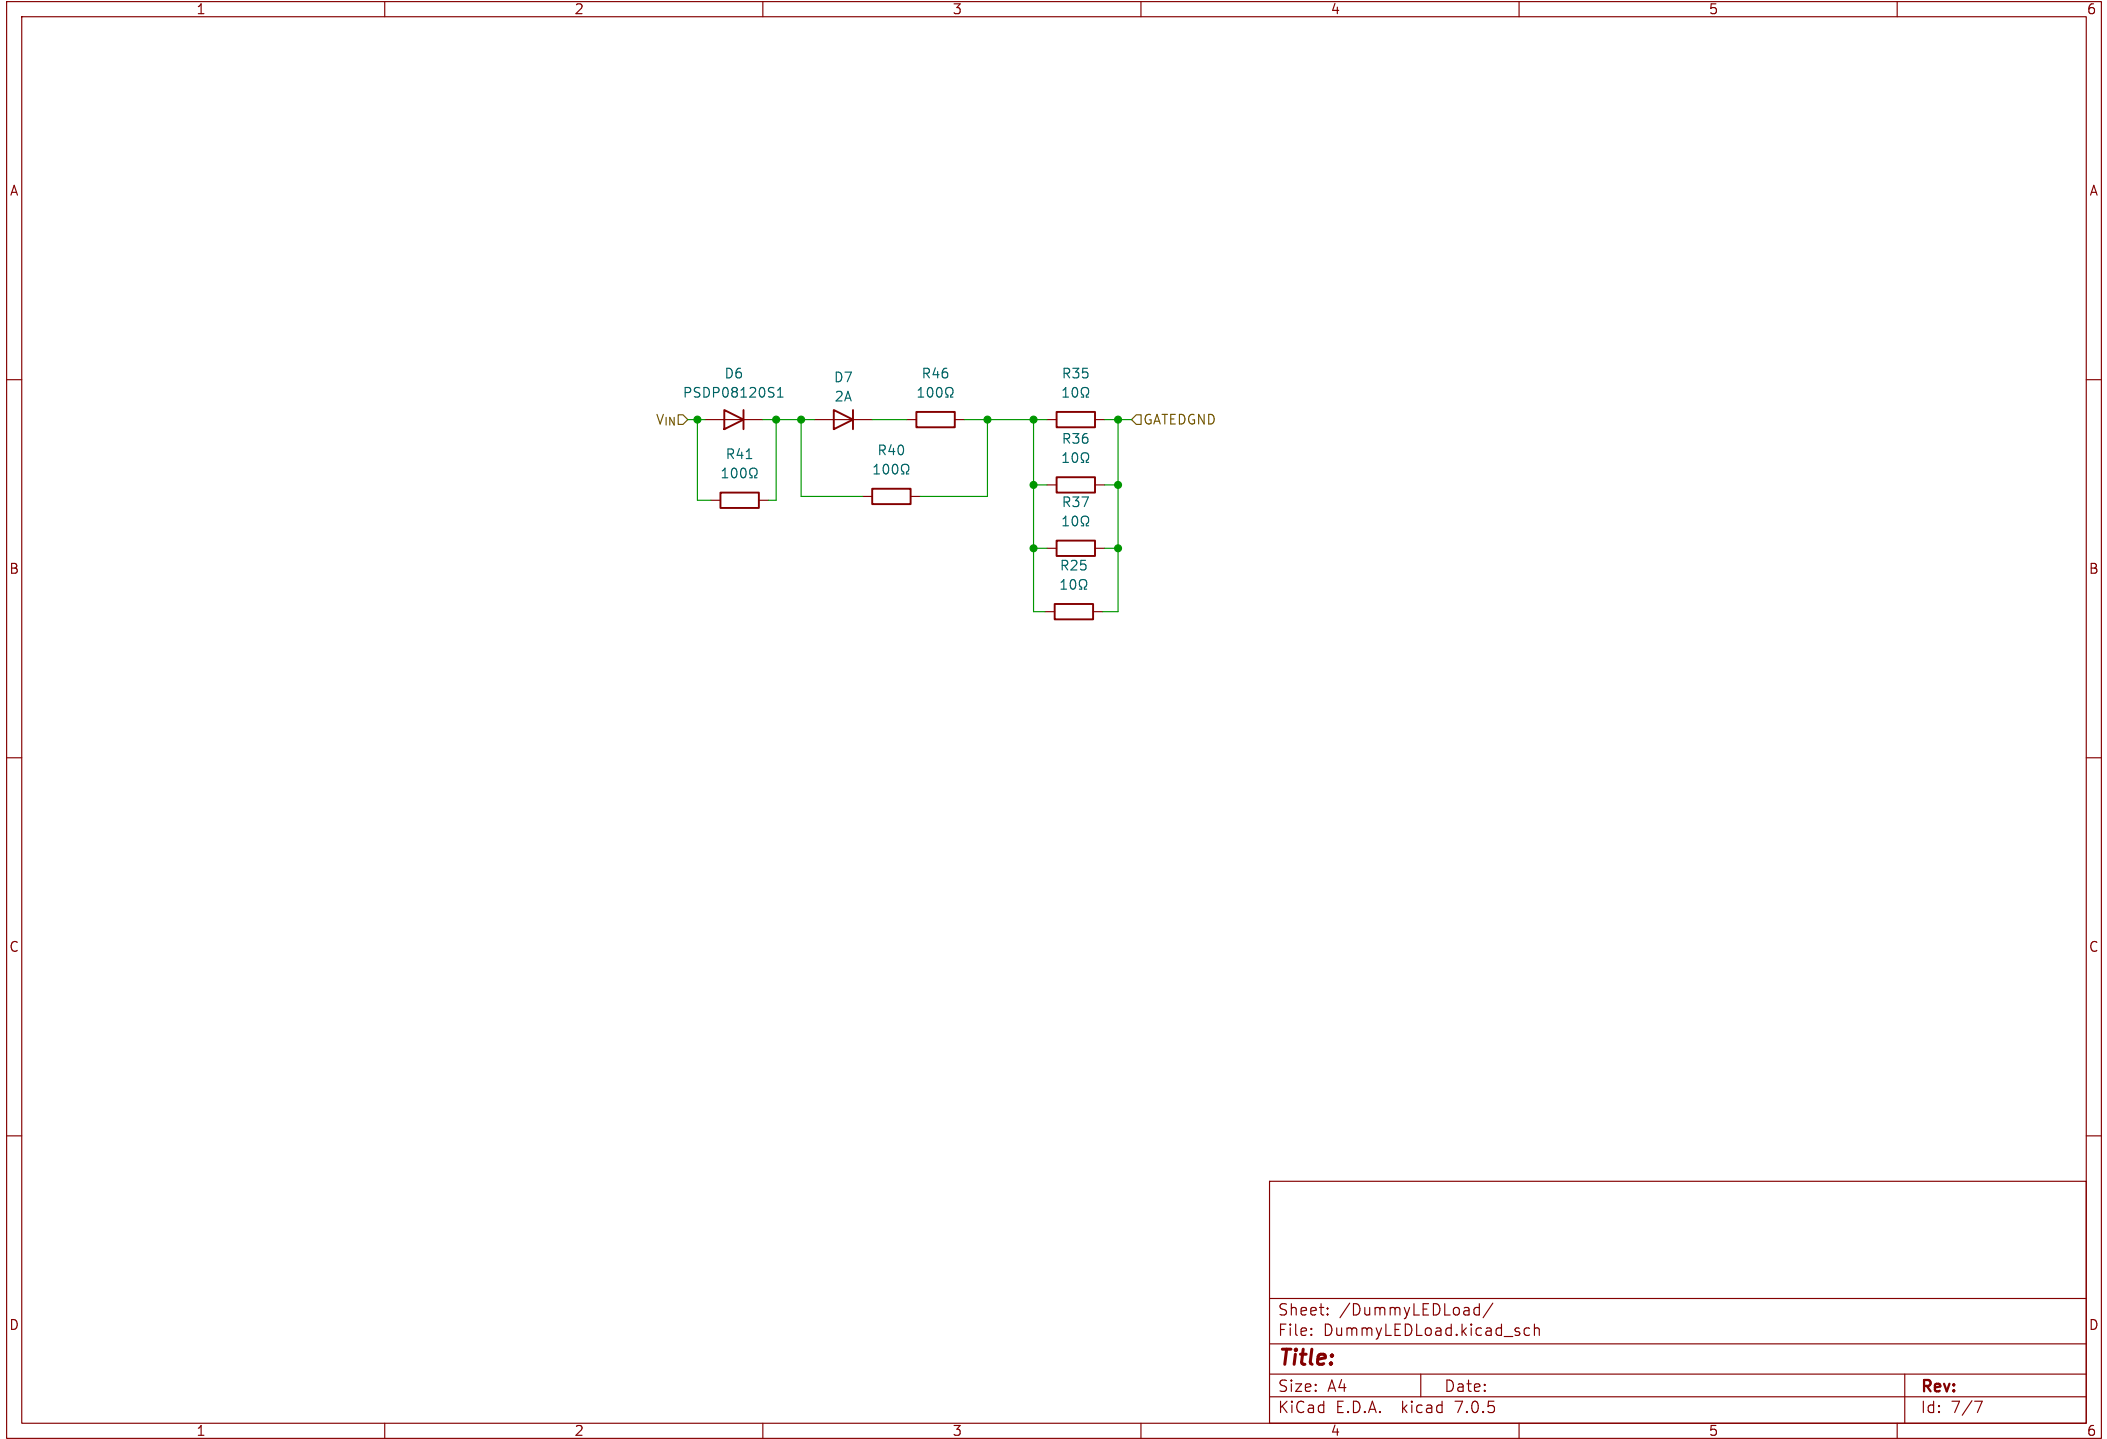 1 2 3 4 5 6
A A
D6
PSDP08120S1
D7
2A
R46
100Ω
R35
10Ω
VIN
GATEDGND
R41
100Ω
R40
100Ω
R36
10Ω
R37
10Ω
R25
10Ω
B B
C C
Sheet: /DummyLEDLoad/
File: DummyLEDLoad.kicad_sch
D D
Title:
Size: A4 Date: Rev:
KiCad E.D.A. kicad 7.0.5 Id: 7/7
1 2 3 4 5 6